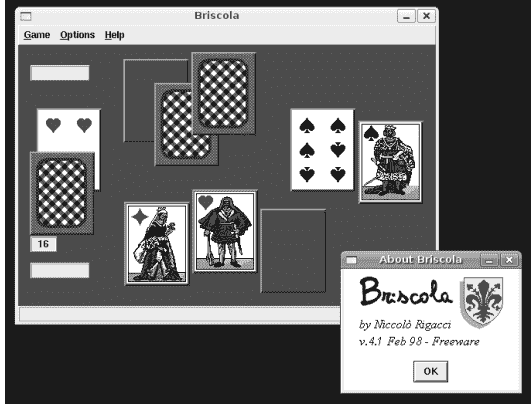 Briscola
Game Options Help
16
About Briscola
Briscola
by Niccolò Rigacci
v.4.1 Feb 98 - Freeware
OK